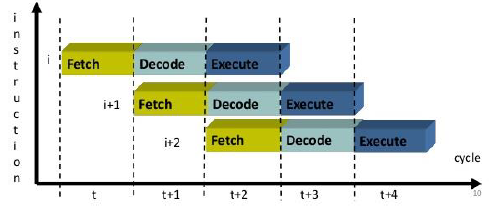 instruction
i Fetch Decode Execute
i+1 Fetch Decode Execute
i+2 Fetch Decode Execute
cycle
t t+1 t+2 t+3 t+4
10